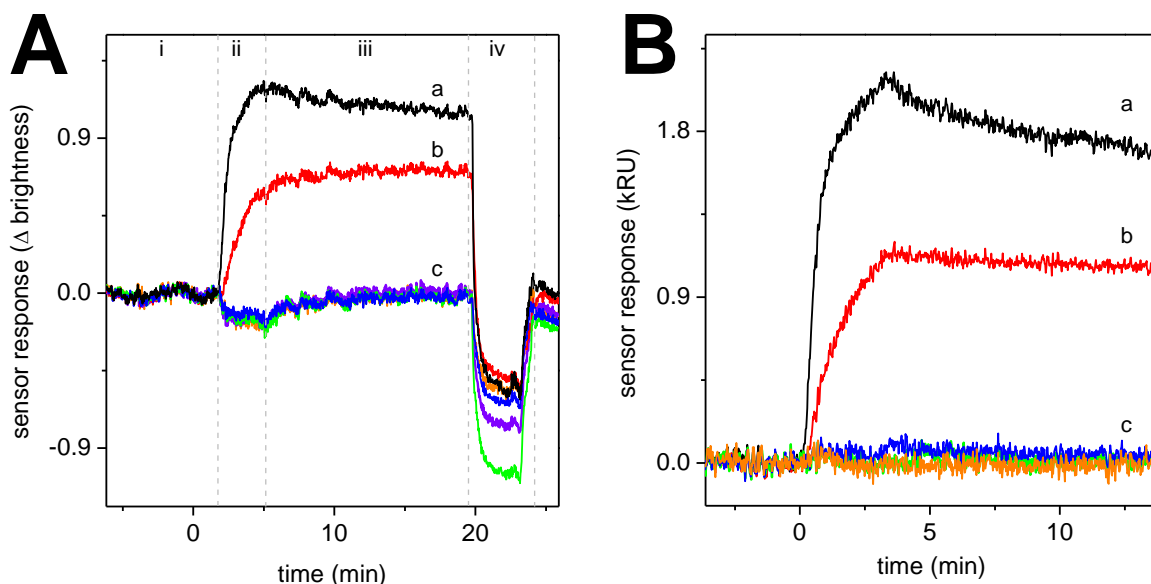 A
i ii iii iv
a
b
c
0.9
0.0
-0.9
sensor response (Δ brightness)
0 10 20
time (min)
B
a
b
c
1.8
0.9
0.0
sensor response (kRU)
0 5 10
time (min)